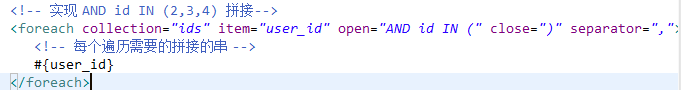 <!-- 实现 AND id IN (2,3,4) 拼接-->
<foreach collection="ids" item="user_id" open="AND id IN (" close=")" separator=",">
<!-- 每个遍历需要的拼接的串 -->
#{user_id}
</foreach>